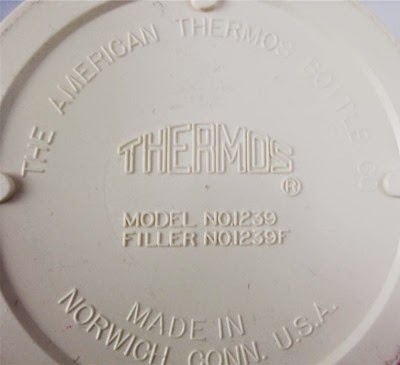 THE AMERICAN THERMOS BOTTLE CO
THERMOS ®
MODEL NO.1239
FILLER NO.1239F
MADE IN
NORWICH CONN. U.S.A.